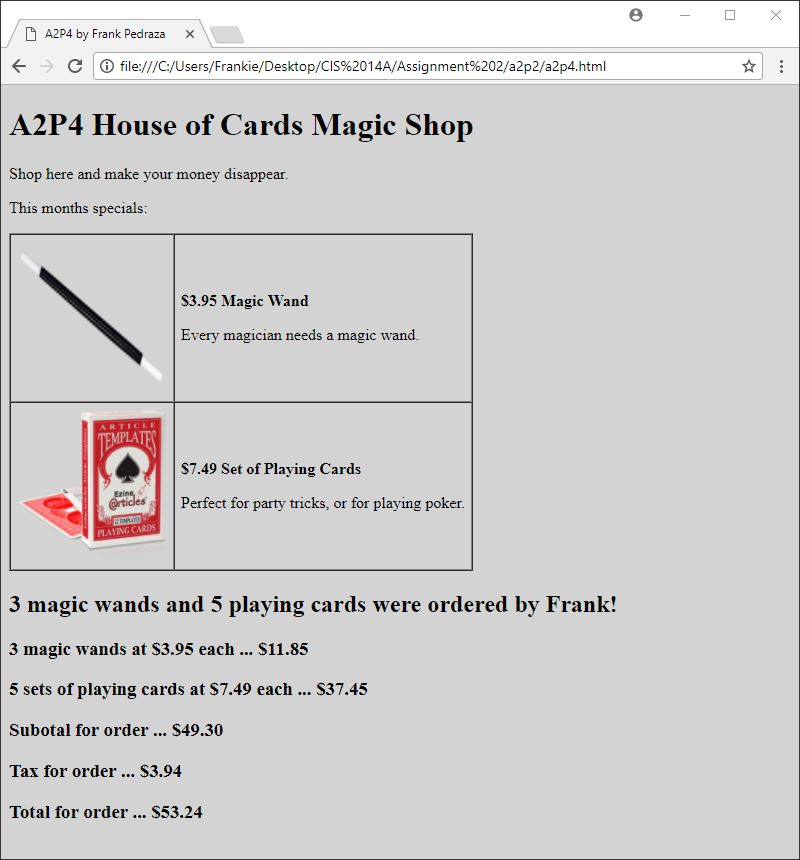 A2P4 by Frank Pedraza
file:///C:/Users/Frankie/Desktop/CIS%2014A/Assignment%202/a2p2/a2p4.html
A2P4 House of Cards Magic Shop
Shop here and make your money disappear.
This months specials:
$3.95 Magic Wand
Every magician needs a magic wand.
ARTICLE
TEMPLATES
Ezine
@rticles
12 TEMPLATES
PLAYING CARDS
$7.49 Set of Playing Cards
Perfect for party tricks, or for playing poker.
3 magic wands and 5 playing cards were ordered by Frank!
3 magic wands at $3.95 each ... $11.85
5 sets of playing cards at $7.49 each ... $37.45
Subotal for order ... $49.30
Tax for order ... $3.94
Total for order ... $53.24